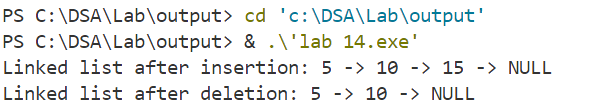 PS C:\DSA\Lab\output> cd 'c:\DSA\Lab\output'
PS C:\DSA\Lab\output> & .\'lab 14.exe'
Linked list after insertion: 5 -> 10 -> 15 -> NULL
Linked list after deletion: 5 -> 10 -> NULL